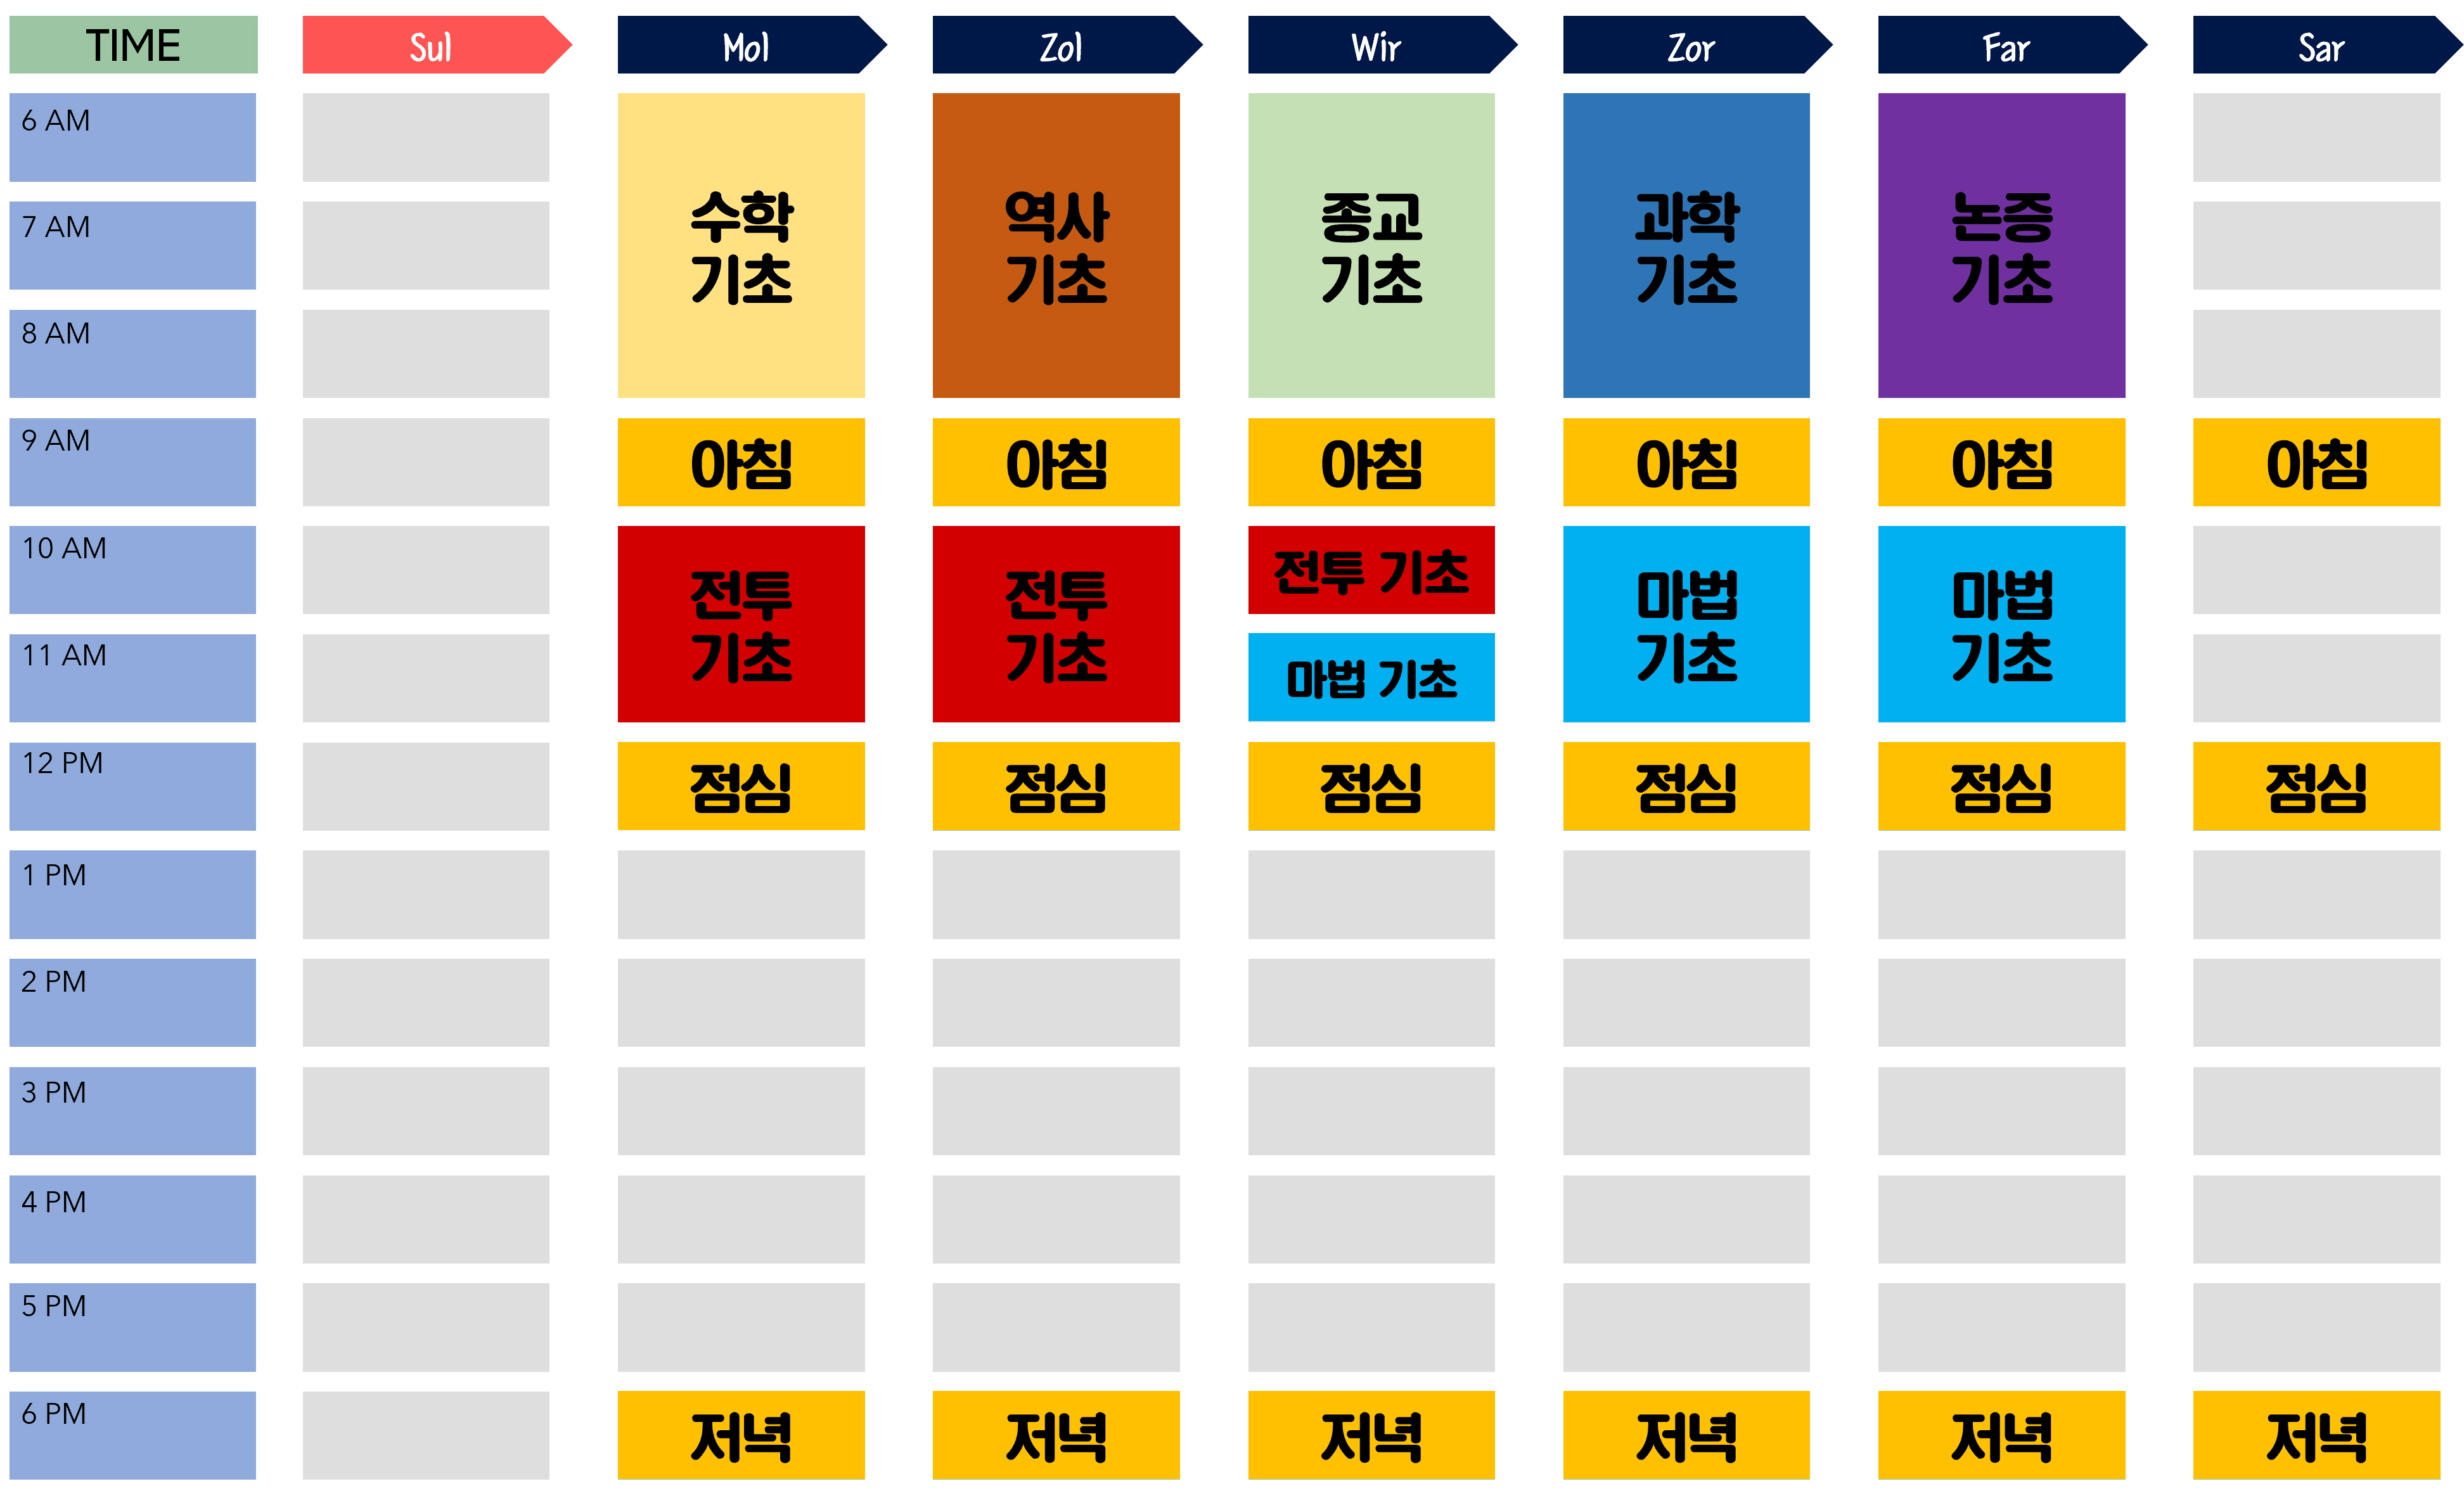 TIME Sul Mol Zol Wir Zor Far Sar
6 AM
7 AM
수학 역사 종교 과학 논증
기초 기초 기초 기초 기초
8 AM
9 AM 아침 아침 아침 아침 아침 아침
10 AM
전투 전투 전투 기초 마법 마법
11 AM
기초 기초 마법 기초 기초 기초
12 PM 점심 점심 점심 점심 점심 점심
1 PM
2 PM
3 PM
4 PM
5 PM
6 PM 저녁 저녁 저녁 저녁 저녁 저녁